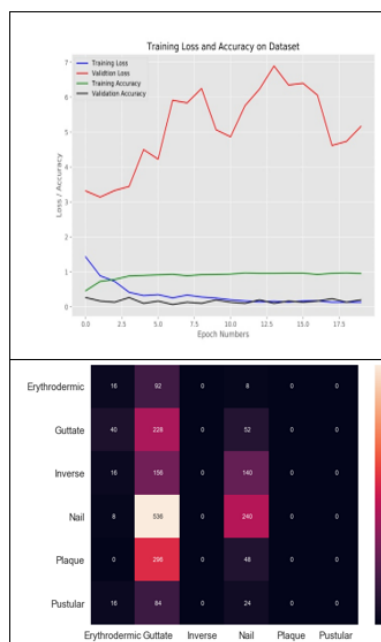 Training Loss and Accuracy on Dataset
Training Loss
Validtion Loss
Training Accuracy
Validation Accuracy
7
6
5
4
3
2
1
0
Loss / Accuracy
0.0 2.5 5.0 7.5 10.0 12.5 15.0 17.5
Epoch Numbers
Erythrodermic 16 92 0 8 0 0
Guttate 40 228 0 52 0 0
Inverse 16 156 0 140 0 0
Nail 8 536 0 240 0 0
Plaque 0 296 0 48 0 0
Pustular 16 84 0 24 0 0
Erythrodermic Guttate Inverse Nail Plaque Pustular